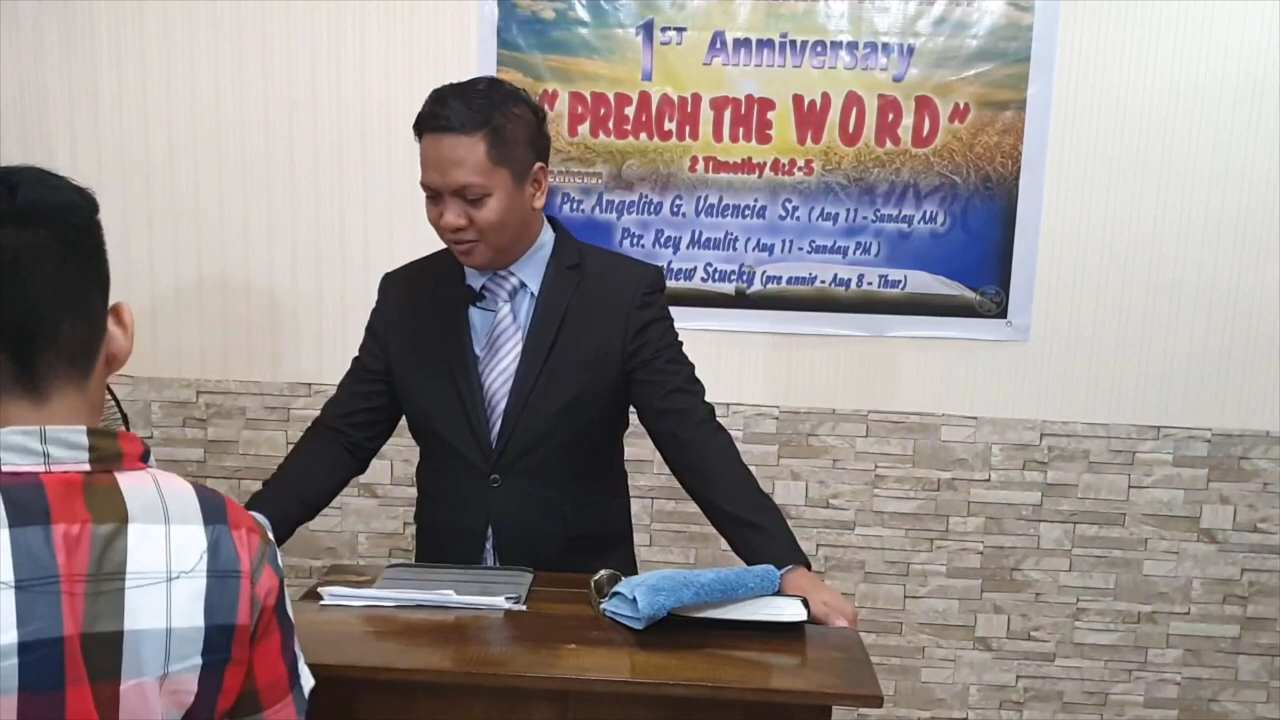 1ST Anniversary
" PREACH THE WORD "
2 Timothy 4:2-5
eakers:
Ptr. Angelito G. Valencia Sr. ( Aug 11 - Sunday AM )
Ptr. Rey Maulit ( Aug 11 - Sunday PM )
hew Stucky (pre anniv - Aug 8 - Thur)